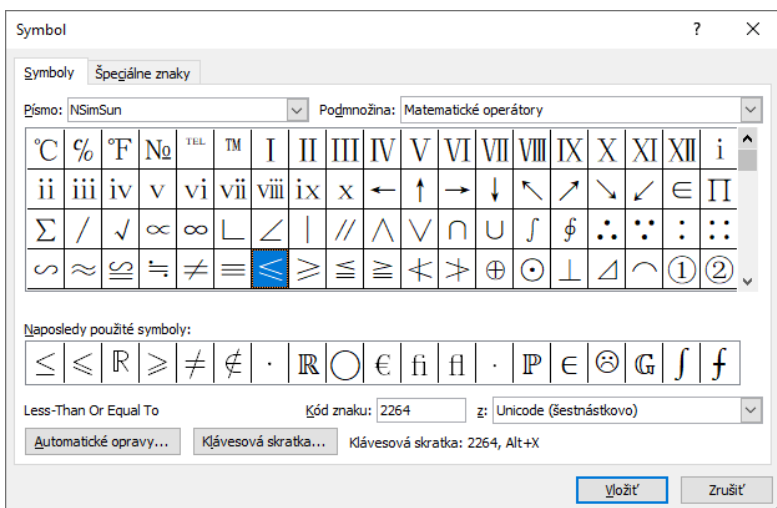 Symbol ? ×
Symboly Špeciálne znaky
Písmo: NSimSun Podmnožina: Matematické operátory
℃ ℅ ℉ № ℡ ™ Ⅰ Ⅱ Ⅲ Ⅳ Ⅴ Ⅵ Ⅶ Ⅷ Ⅸ Ⅹ Ⅺ Ⅻ ⅰ
ⅱ ⅲ ⅳ ⅴ ⅵ ⅶ ⅷ ⅸ ⅹ ← ↑ → ↓ ↖ ↗ ↘ ↙ ∈ ∏
∑ ∕ √ ∝ ∞ ∟ ∠ ∣ ∥ ∧ ∨ ∩ ∪ ∫ ∮ ∴ ∵ ∶ ∷
∽ ≈ ≌ ≒ ≠ ≡ ≤ ≥ ≦ ≧ ≮ ≯ ⊕ ⊙ ⊥ ⊿ ⌒ ① ②
Naposledy použité symboly:
≤ ⩽ ℝ ⩾ ≠ ∉ · ℝ ◯ € ﬁ ﬂ · ℙ ∈ ☹ 𝔾 ∫ ⨍
Less-Than Or Equal To Kód znaku: 2264 z: Unicode (šestnástkovo)
Automatické opravy... Klávesová skratka... Klávesová skratka: 2264, Alt+X
Vložiť Zrušiť